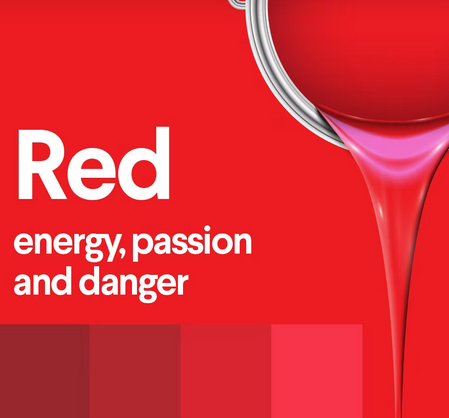 Red
energy, passion
and danger